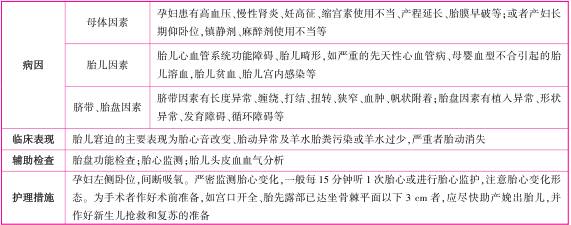 病因
母体因素
孕妇患有高血压、慢性肾炎、妊高征、缩宫素使用不当、产程延长、胎膜早破等；或者产妇长
期仰卧位，镇静剂、麻醉剂使用不当等
胎儿因素
胎儿心血管系统功能障碍、胎儿畸形，如严重的先天性心血管病、母婴血型不合引起的胎
儿溶血，胎儿贫血、胎儿宫内感染等
脐带、胎盘因素
脐带因素有长度异常、缠绕、打结、扭转、狭窄、血肿、帆状附着；胎盘因素有植入异常、形状
异常、发育障碍、循环障碍等
临床表现
胎儿窘迫的主要表现为胎心音改变、胎动异常及羊水胎粪污染或羊水过少，严重者胎动消失
辅助检查
胎盘功能检查；胎心监测；胎儿头皮血血气分析
护理措施
孕妇左侧卧位，间断吸氧。严密监测胎心变化，一般每 15 分钟听 1 次胎心或进行胎心监护，注意胎心变化形
态。为手术者作好术前准备，如宫口开全、胎先露部已达坐骨棘平面以下 3 cm 者，应尽快助产娩出胎儿，并
作好新生儿抢救和复苏的准备